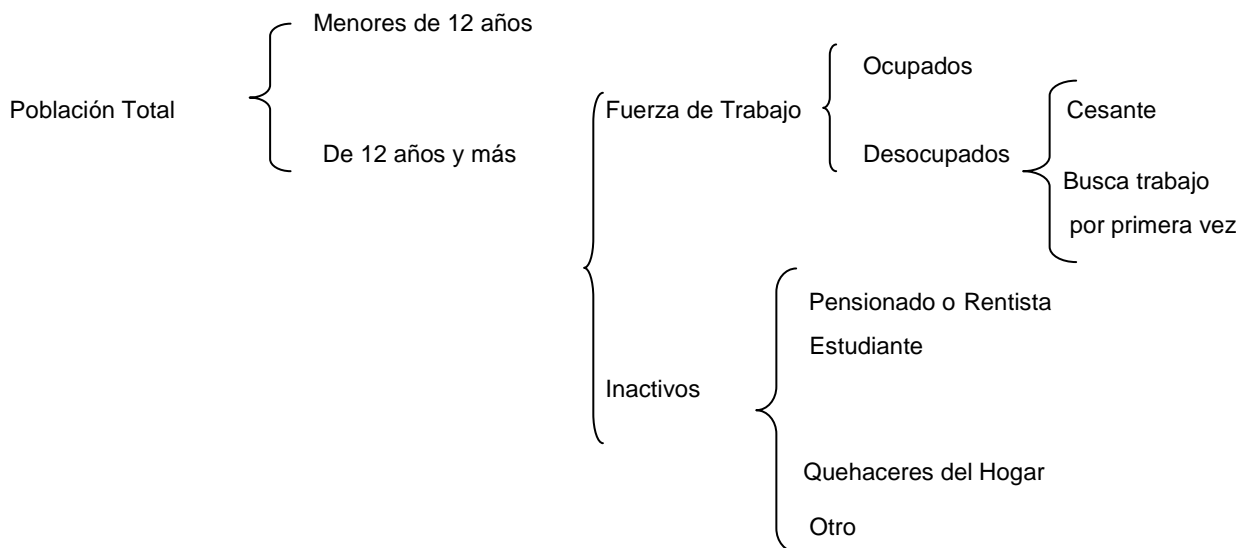 Menores de 12 años
Ocupados
Población Total
Fuerza de Trabajo
Cesante
De 12 años y más
Desocupados
Busca trabajo
por primera vez
Pensionado o Rentista
Estudiante
Inactivos
Quehaceres del Hogar
Otro